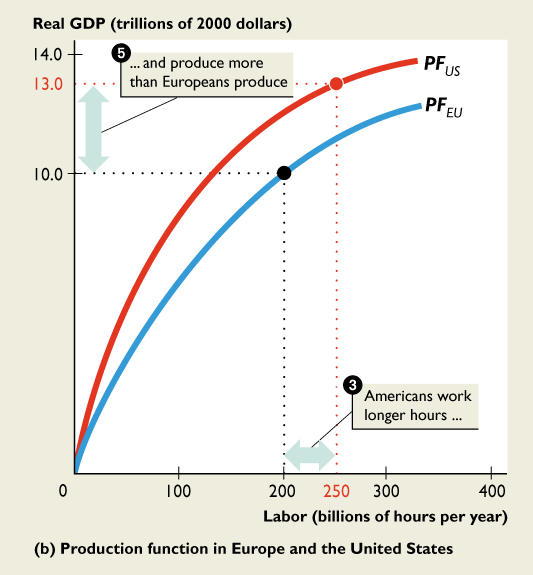 Real GDP (trillions of 2000 dollars)
14.0
13.0
10.0
5
... and produce more
than Europeans produce
PF US
PF EU
3
Americans work
longer hours ...
0
100
200
250
300
400
Labor (billions of hours per year)
(b) Production function in Europe and the United States